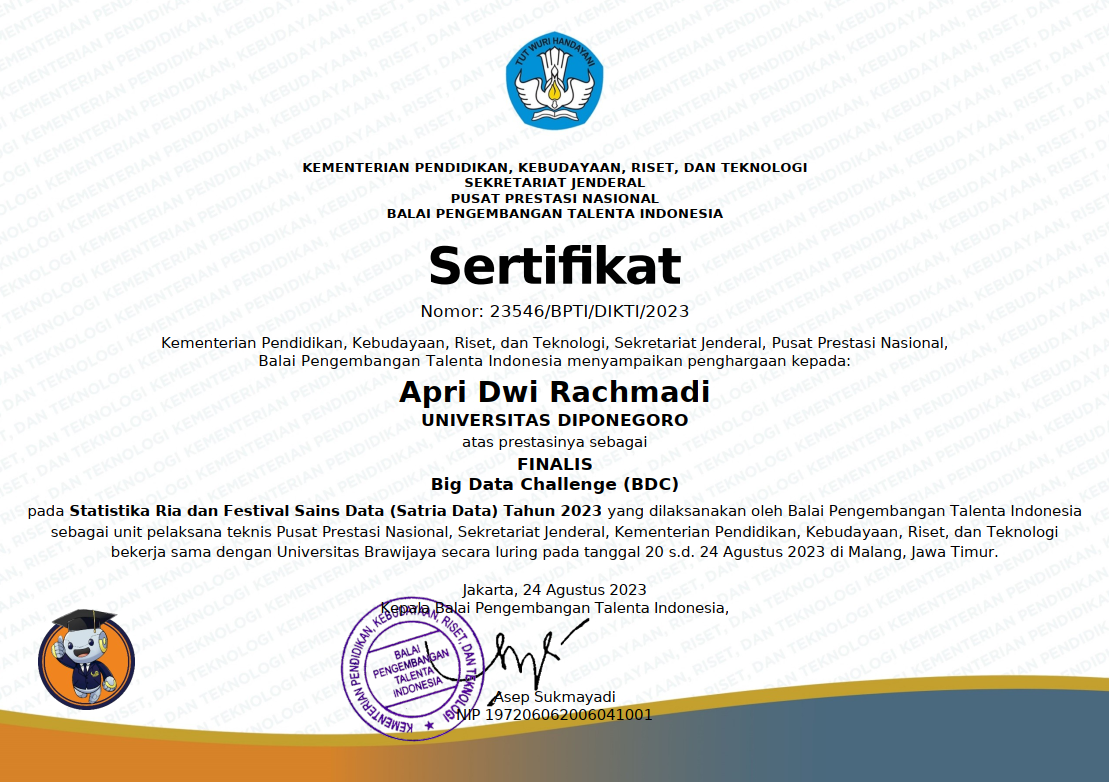 TUT WURI HANDAYANI
KEMENTERIAN PENDIDIKAN, KEBUDAYAAN, RISET, DAN TEKNOLOGI
SEKRETARIAT JENDERAL
PUSAT PRESTASI NASIONAL
BALAI PENGEMBANGAN TALENTA INDONESIA
Sertifikat
Nomor: 23546/BPTI/DIKTI/2023
Kementerian Pendidikan, Kebudayaan, Riset, dan Teknologi, Sekretariat Jenderal, Pusat Prestasi Nasional,
Balai Pengembangan Talenta Indonesia menyampaikan penghargaan kepada:
Apri Dwi Rachmadi
UNIVERSITAS DIPONEGORO
atas prestasinya sebagai
FINALIS
Big Data Challenge (BDC)
pada Statistika Ria dan Festival Sains Data (Satria Data) Tahun 2023 yang dilaksanakan oleh Balai Pengembangan Talenta Indonesia
sebagai unit pelaksana teknis Pusat Prestasi Nasional, Sekretariat Jenderal, Kementerian Pendidikan, Kebudayaan, Riset, dan Teknologi
bekerja sama dengan Universitas Brawijaya secara luring pada tanggal 20 s.d. 24 Agustus 2023 di Malang, Jawa Timur.
Jakarta, 24 Agustus 2023
Kepala Balai Pengembangan Talenta Indonesia,
KEMENTERIAN PENDIDIKAN, KEBUDAYAAN, RISET, DAN TEKNOLOGI
BALAI
PENGEMBANGAN
TALENTA
INDONESIA
Asep Sukmayadi
NIP 197206062006041001